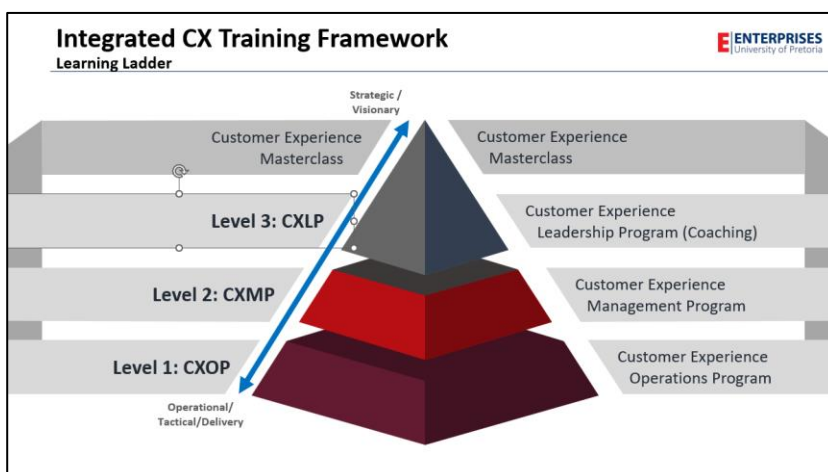 Integrated CX Training Framework
Learning Ladder
E ENTERPRISES
University of Pretoria
Strategic /
Visionary
Customer Experience
Masterclass
Customer Experience
Masterclass
Level 3: CXLP
Customer Experience
Leadership Program (Coaching)
Level 2: CXMP
Customer Experience
Management Program
Level 1: CXOP
Customer Experience
Operations Program
Operational/
Tactical/Delivery